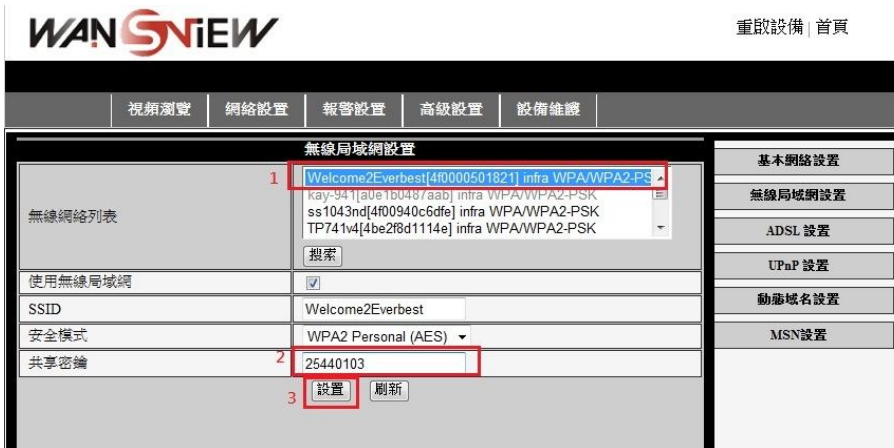 WANSVIEW
重啟設備 | 首頁
視頻瀏覽 網絡設置 報警設置 高級設置 設備維護
無線局域網設置
無線網絡列表
1
Welcome2Everbest[4f0000501821] infra WPA/WPA2-PS
kay-941[a0e1b0487aab] infra WPA/WPA2-PSK
ss1043nd[4f00940c6dfe] infra WPA/WPA2-PSK
TP741v4[4be2f8d1114e] infra WPA/WPA2-PSK
搜索
使用無線局域網
SSID Welcome2Everbest
安全模式 WPA2 Personal (AES)
共享密鑰 2 25440103
3 設置 刷新
基本網絡設置
無線局域網設置
ADSL 設置
UPnP 設置
動態域名設置
MSN設置